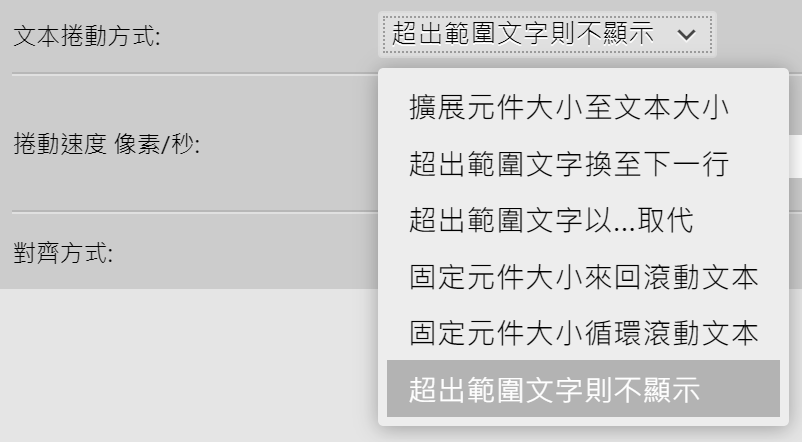 文本捲動方式:
超出範圍文字則不顯示
擴展元件大小至文本大小
超出範圍文字換至下一行
捲動速度 像素/秒:
超出範圍文字以...取代
對齊方式:
固定元件大小來回滾動文本
固定元件大小循環滾動文本
超出範圍文字則不顯示